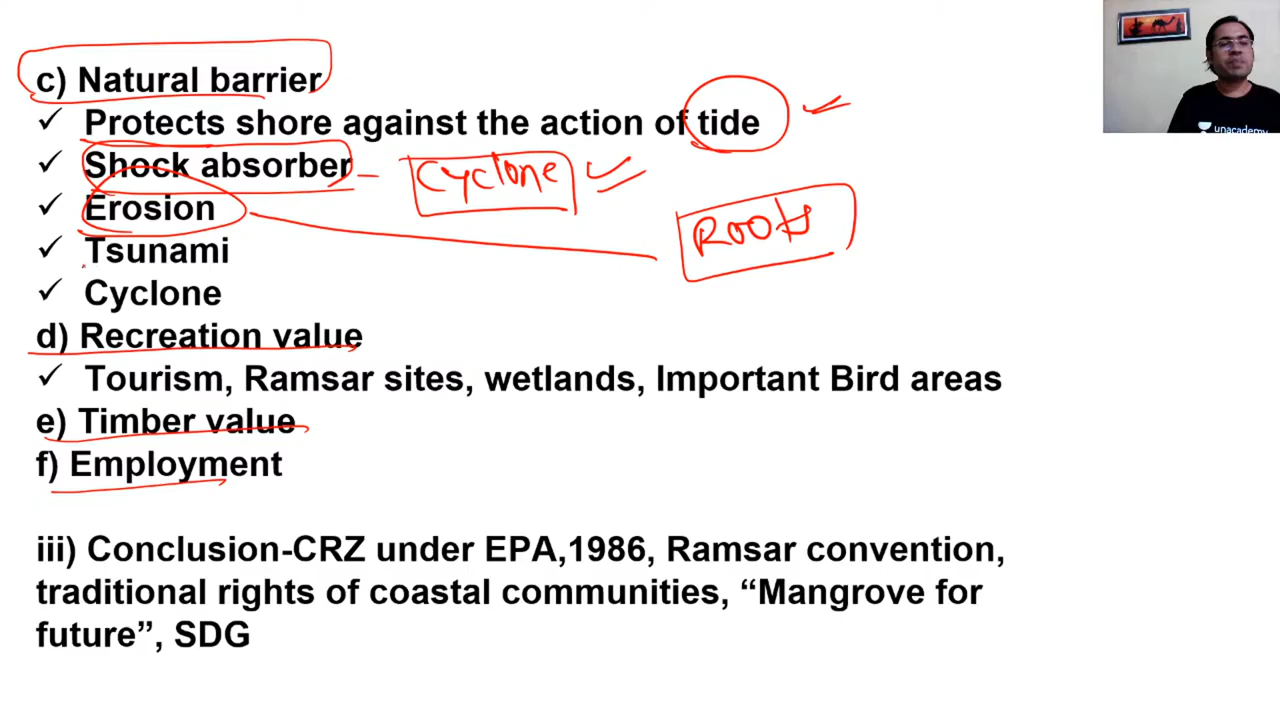 c) Natural barrier
✓ Protects shore against the action of tide
✓ Shock absorber - Cyclone
✓ Erosion Roots
✓ Tsunami
✓ Cyclone
d) Recreation value
✓ Tourism, Ramsar sites, wetlands, Important Bird areas
e) Timber value
f) Employment
iii) Conclusion-CRZ under EPA,1986, Ramsar convention,
traditional rights of coastal communities, “Mangrove for
future”, SDG
unacademy